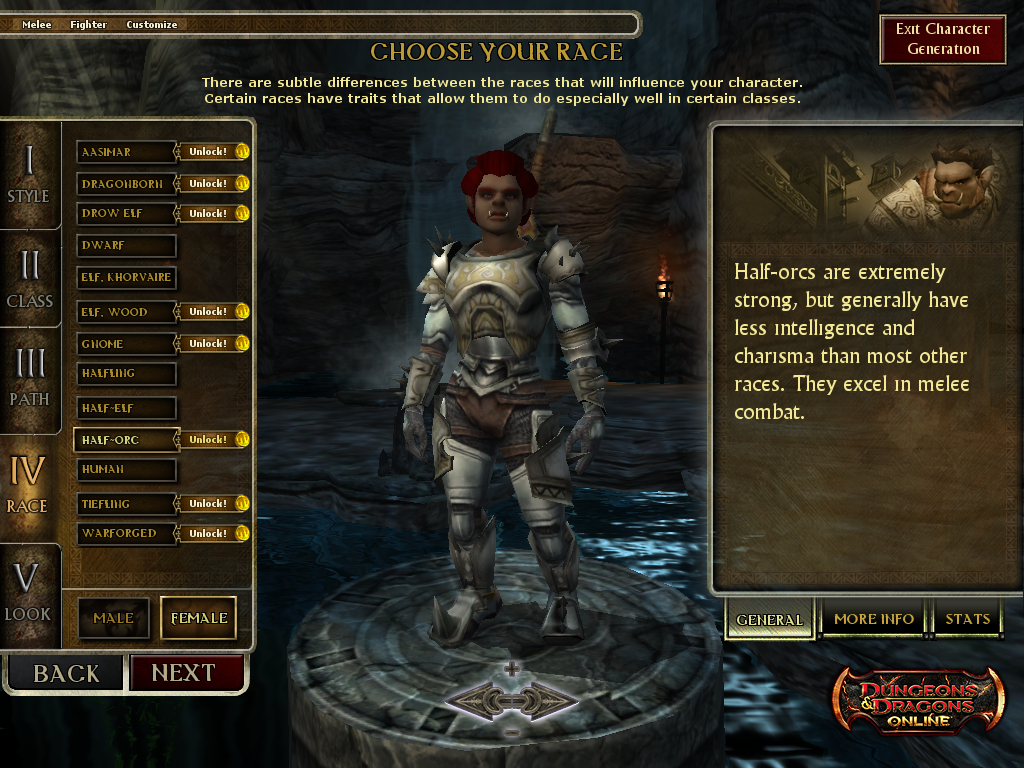 Melee Fighter Customize
Exit Character
Generation
CHOOSE YOUR RACE
There are subtle differences between the races that will influence your character.
Certain races have traits that allow them to do especially well in certain classes.
I
STYLE
II
CLASS
III
PATH
IV
RACE
V
LOOK
AASIMAR Unlock!
DRAGONBORN Unlock!
DROW ELF Unlock!
DWARF
ELF, KHORVAIRE
ELF, WOOD Unlock!
GNOME Unlock!
HALFLING
HALF-ELF
HALF-ORC Unlock!
HUMAN
TIEFLING Unlock!
WARFORGED Unlock!
MALE FEMALE
BACK NEXT
Half-orcs are extremely
strong, but generally have
less intelligence and
charisma than most other
races. They excel in melee
combat.
GENERAL MORE INFO STATS
DUNGEONS
& DRAGONS
ONLINE